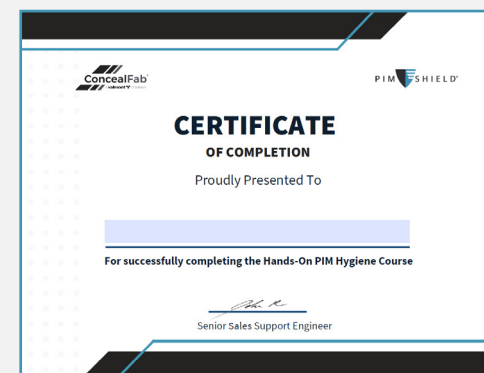 ConcealFab
PIM SHIELD
CERTIFICATE
OF COMPLETION
Proudly Presented To
For successfully completing the Hands-On PIM Hygiene Course
Senior Sales Support Engineer